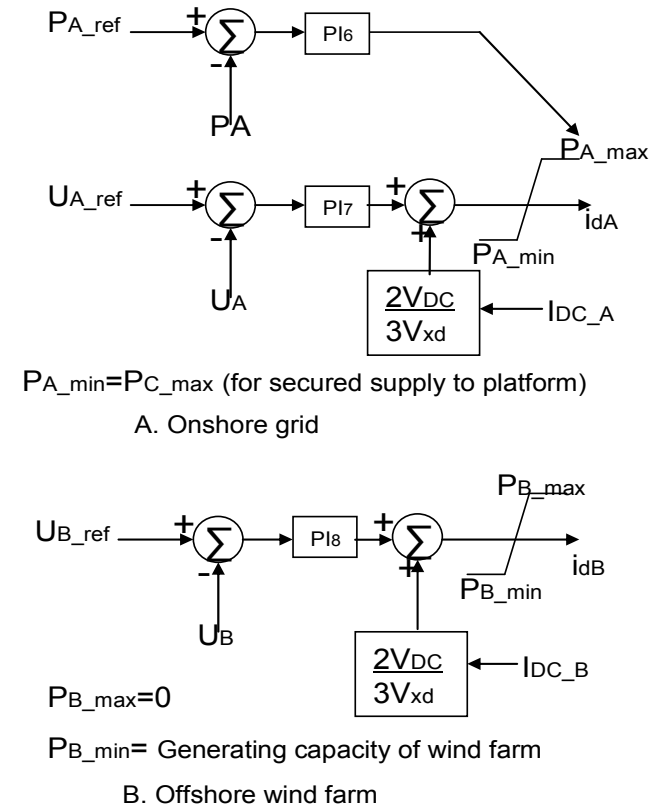 PA_ref
+
Σ
PI6
-
PA
PA_max
UA_ref
+
Σ
PI7
+
Σ
idA
-
+
PA_min
UA
2VDC
3Vxd
IDC_A
PA_min=PC_max (for secured supply to platform)
A. Onshore grid
PB_max
UB_ref
+
Σ
PI8
+
Σ
idB
-
+
PB_min
UB
2VDC
3Vxd
IDC_B
PB_max=0
PB_min= Generating capacity of wind farm
B. Offshore wind farm